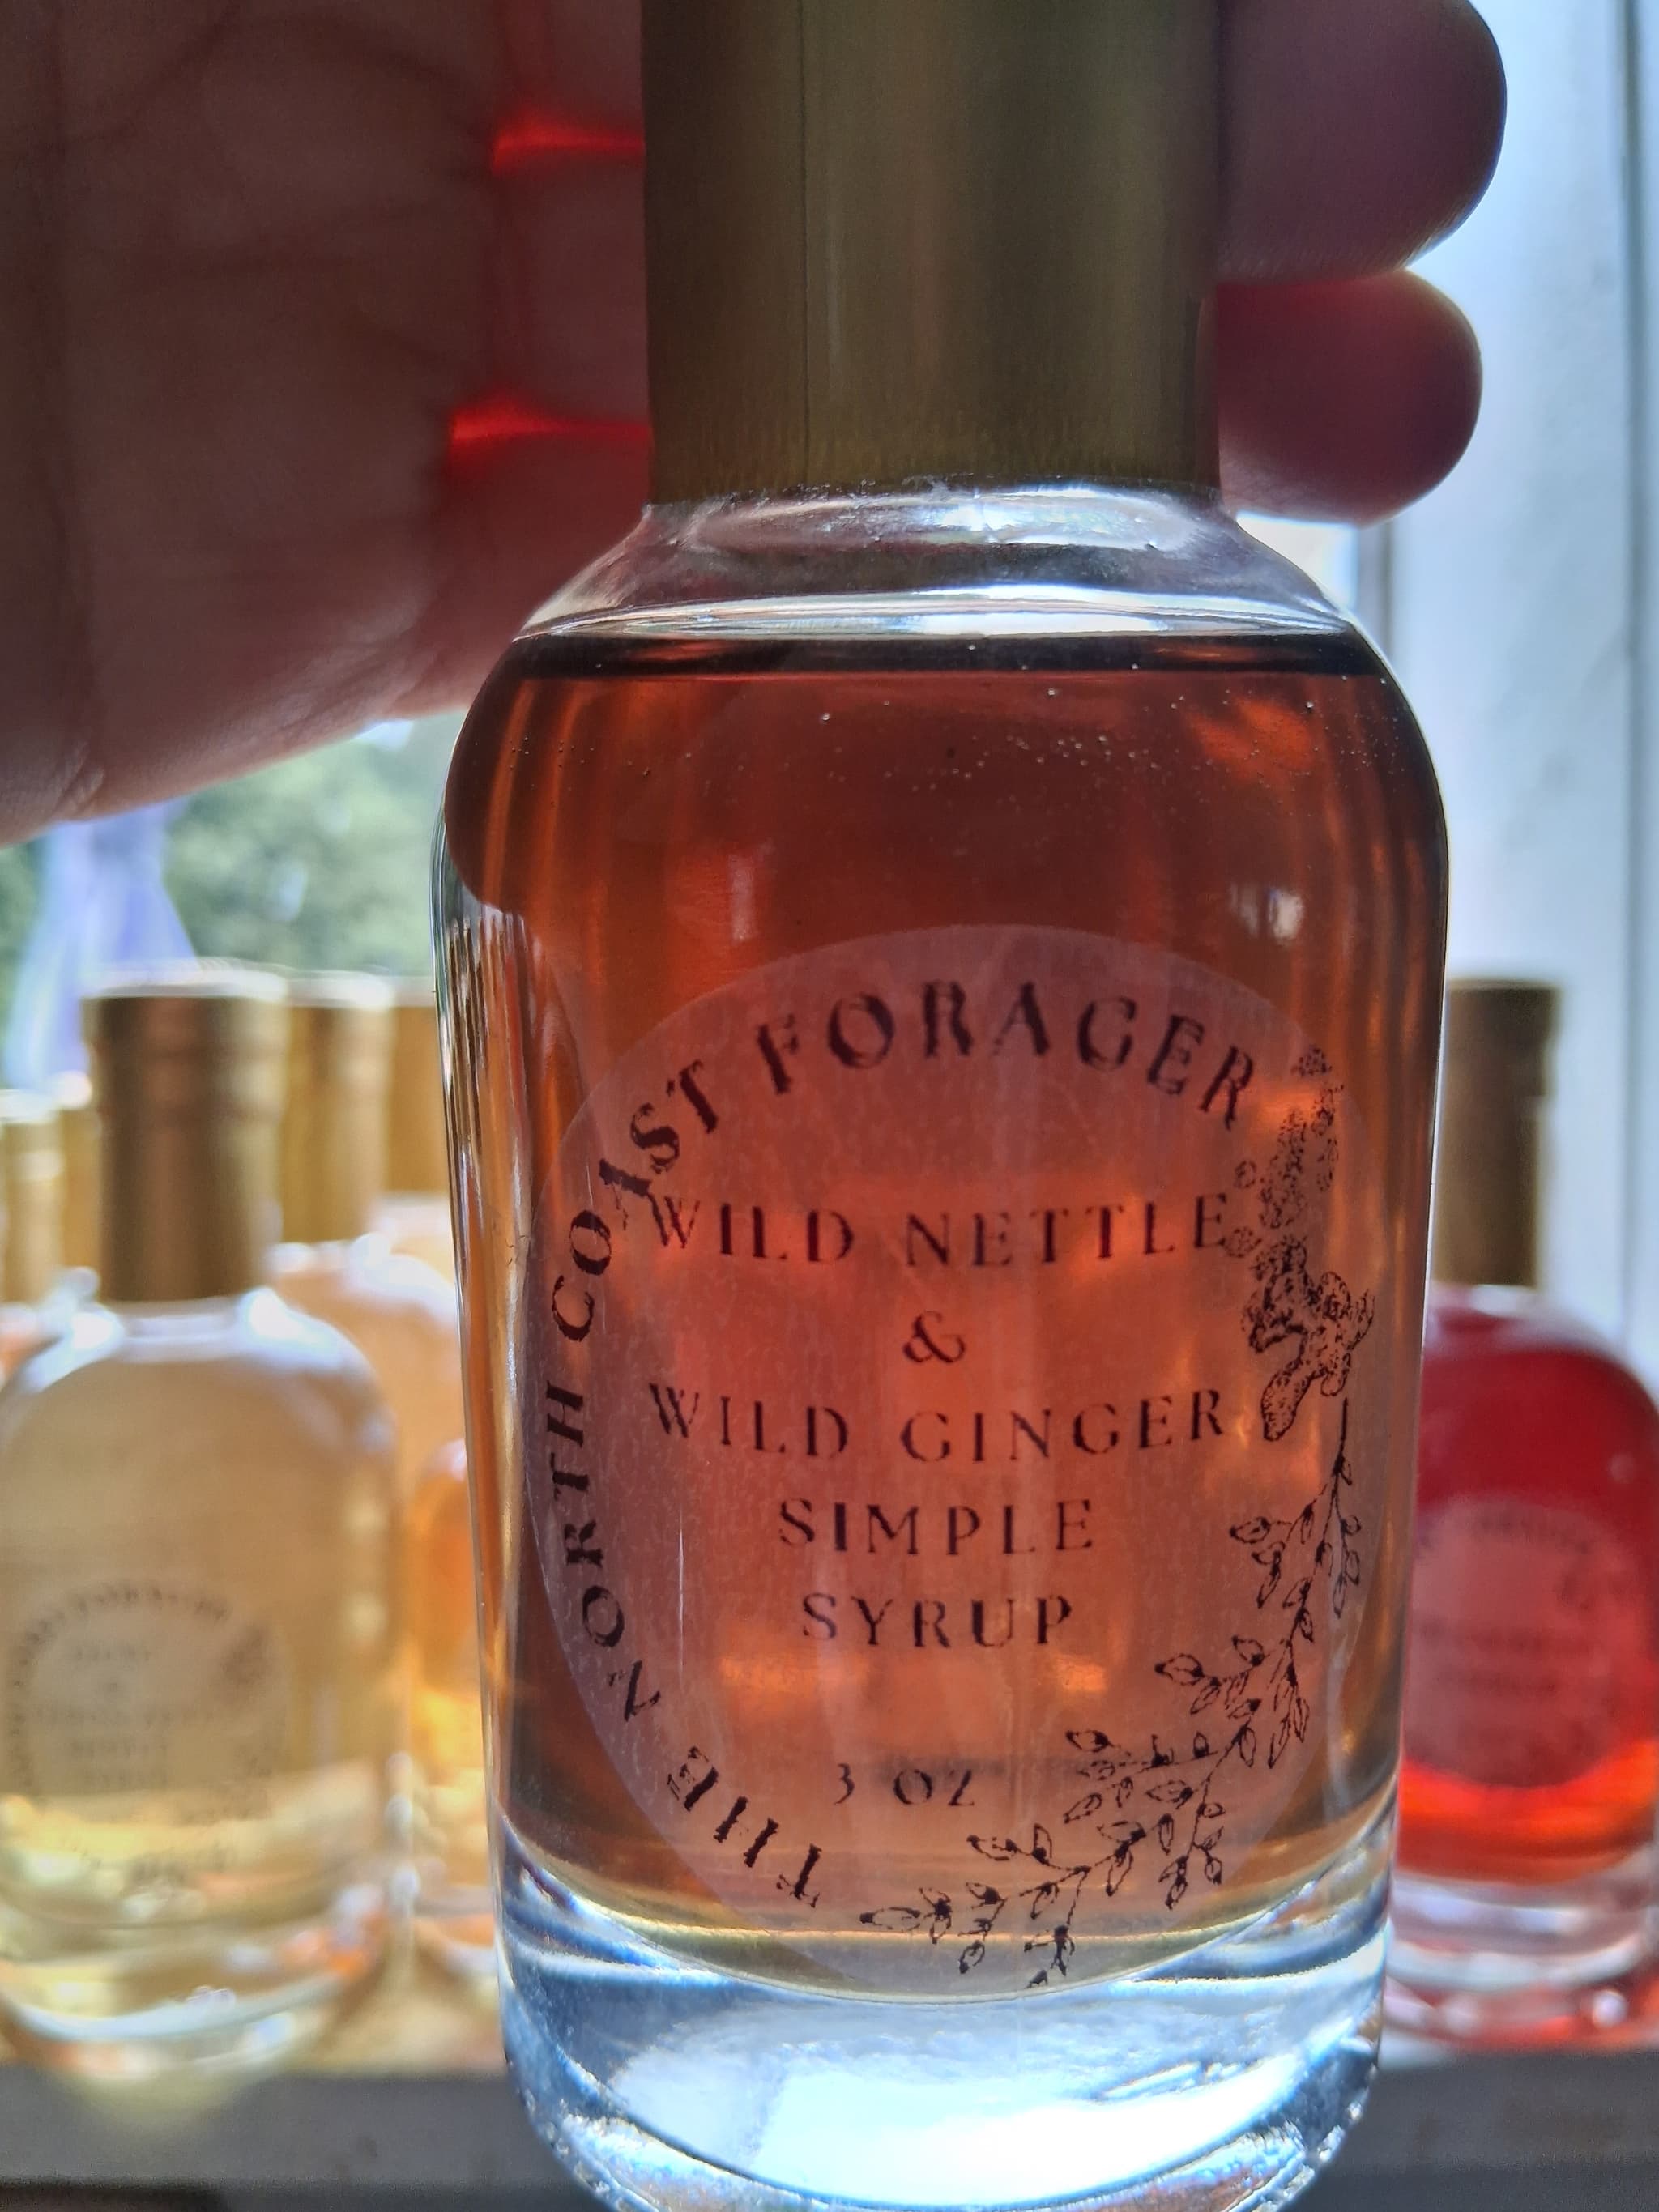 THE NORTH COAST FORAGER
WILD NETTLE
&
WILD GINGER
SIMPLE
SYRUP
3 OZ